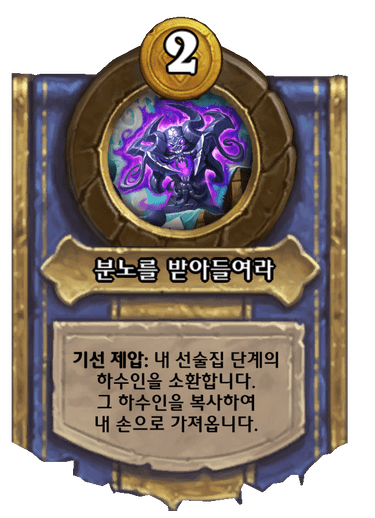 2
분노를 받아들여라
기선 제압: 내 선술집 단계의
하수인을 소환합니다.
그 하수인을 복사하여
내 손으로 가져옵니다.